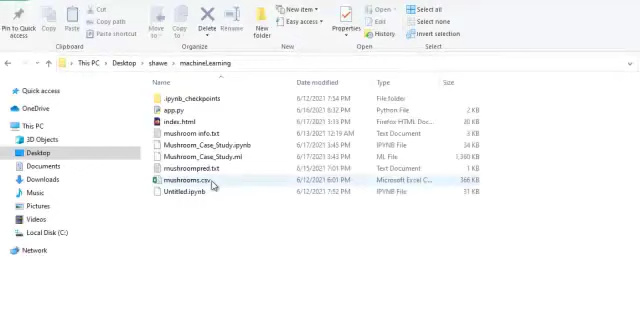 Pin to Quick access
Copy
Paste
Cut
Copy path
Paste shortcut
Move to
Copy to
Delete
Rename
New folder
New item
Easy access
Properties
Open
Edit
History
Select all
Select none
Invert selection
Clipboard
Organize
New
Open
Select
This PC > Desktop > shawe > machineLearning
Name
Date modified
Type
Size
Quick access
OneDrive
This PC
3D Objects
Desktop
Documents
Downloads
Music
Pictures
Videos
Local Disk (C:)
Network
.ipynb_checkpoints 6/12/2021 7:54 PM File folder
app.py 6/16/2021 6:32 PM Python File 2 KB
index.html 6/17/2021 3:33 PM Firefox HTML Doc... 20 KB
mushroom info.txt 6/13/2021 12:19 AM Text Document 3 KB
Mushroom_Case_Study.ipynb 6/17/2021 3:45 PM IPYNB File 34 KB
Mushroom_Case_Study.ml 6/17/2021 3:43 PM ML File
mushroompred.txt 6/15/2021 7:01 PM Text Document 1 KB
mushrooms.csv 6/12/2021 6:01 PM Microsoft Excel C... 366 KB
Untitled.ipynb 6/12/2021 7:52 PM IPYNB File 31 KB